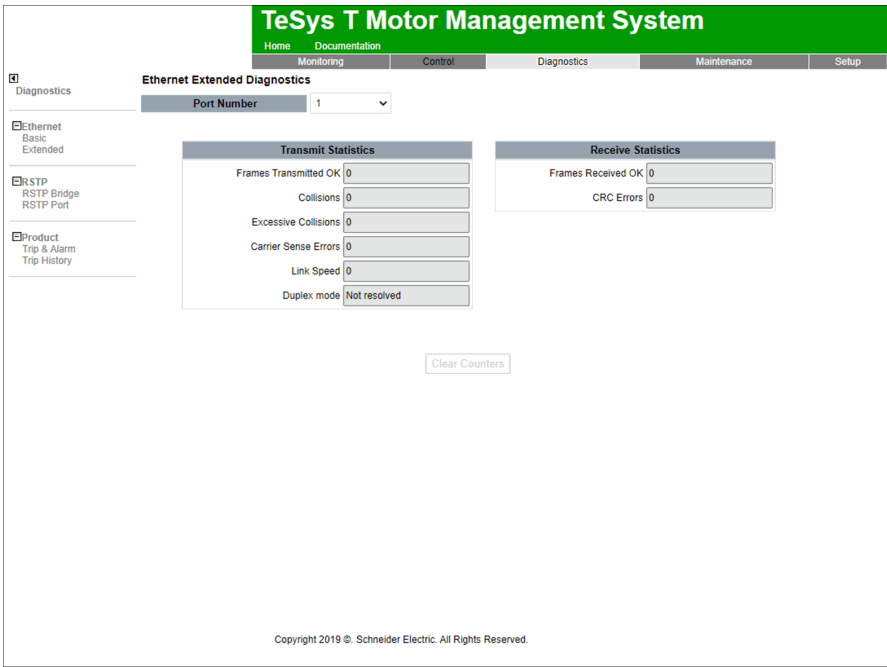 TeSys T Motor Management System
Home Documentation
Monitoring Control Diagnostics Maintenance Setup
Diagnostics
Ethernet
Basic
Extended
RSTP
RSTP Bridge
RSTP Port
Product
Trip & Alarm
Trip History
Ethernet Extended Diagnostics
Port Number 1
Transmit Statistics
Frames Transmitted OK 0
Collisions 0
Excessive Collisions 0
Carrier Sense Errors 0
Link Speed 0
Duplex mode Not resolved
Receive Statistics
Frames Received OK 0
CRC Errors 0
Clear Counters
Copyright 2019 ©. Schneider Electric. All Rights Reserved.